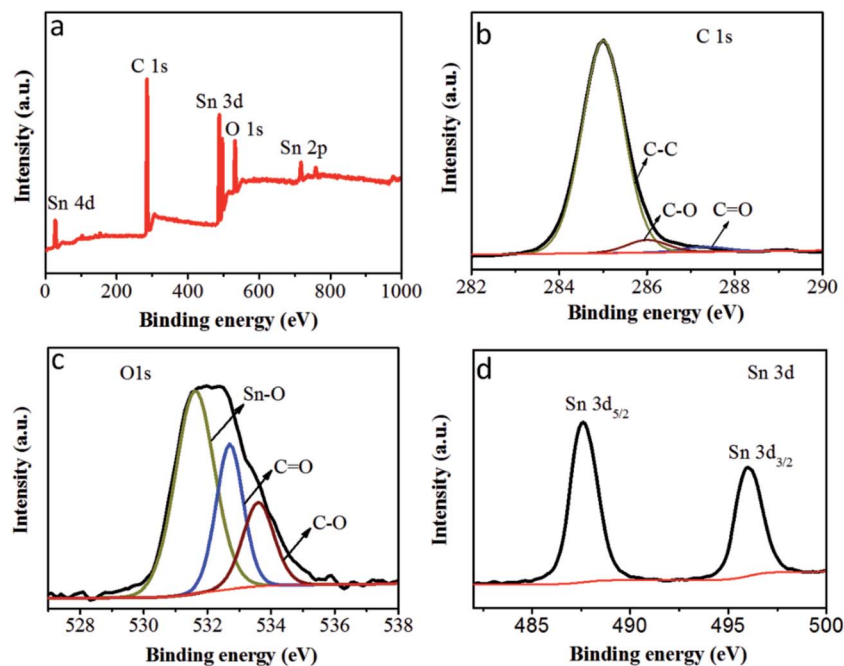 a
C 1s
Sn 3d
O 1s
Sn 2p
Sn 4d
Intensity (a.u.)
0 200 400 600 800 1000
Binding energy (eV)
b
C 1s
C-C
C-O
C=O
Intensity (a.u.)
282 284 286 288 290
Binding energy (eV)
c
O1s
Sn-O
C=O
C-O
Intensity (a.u.)
528 530 532 534 536 538
Binding energy (eV)
d
Sn 3d
Sn 3d5/2
Sn 3d3/2
Intensity (a.u.)
485 490 495 500
Binding energy (eV)